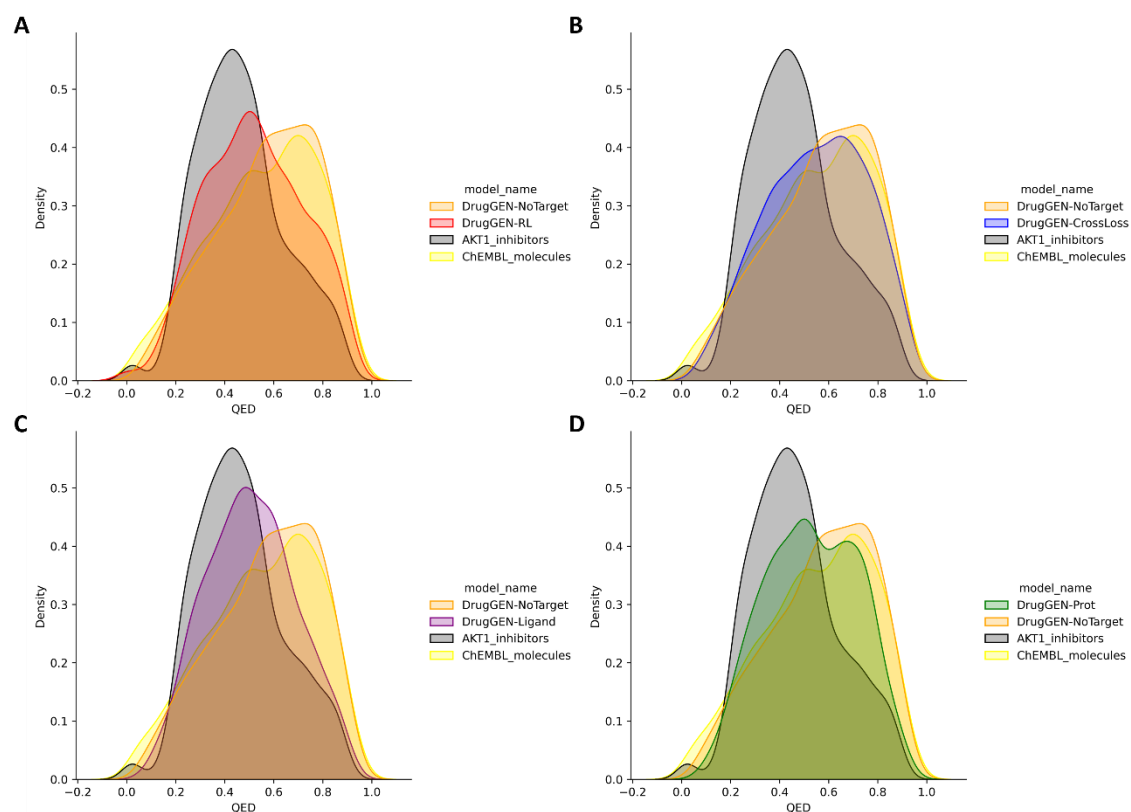 A
Density
0.5
0.4
0.3
0.2
0.1
0.0
−0.2 0.0 0.2 0.4 0.6 0.8 1.0
QED
model_name
DrugGEN-NoTarget
DrugGEN-RL
AKT1_inhibitors
ChEMBL_molecules
B
Density
0.5
0.4
0.3
0.2
0.1
0.0
−0.2 0.0 0.2 0.4 0.6 0.8 1.0
QED
model_name
DrugGEN-NoTarget
DrugGEN-CrossLoss
AKT1_inhibitors
ChEMBL_molecules
C
Density
0.5
0.4
0.3
0.2
0.1
0.0
−0.2 0.0 0.2 0.4 0.6 0.8 1.0
QED
model_name
DrugGEN-NoTarget
DrugGEN-Ligand
AKT1_inhibitors
ChEMBL_molecules
D
Density
0.5
0.4
0.3
0.2
0.1
0.0
−0.2 0.0 0.2 0.4 0.6 0.8 1.0
QED
model_name
DrugGEN-Prot
DrugGEN-NoTarget
AKT1_inhibitors
ChEMBL_molecules